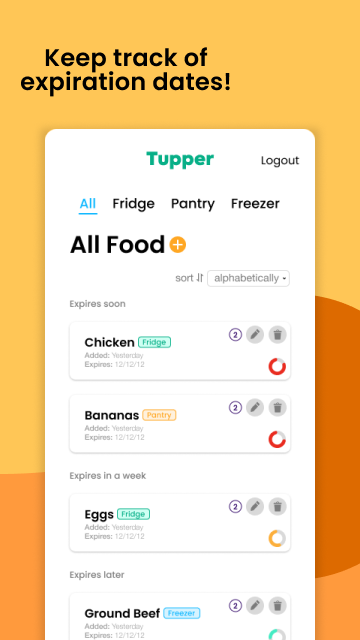 Keep track of
expiration dates!
Tupper
Logout
All Fridge Pantry Freezer
All Food
sort alphabetically
Expires soon
Chicken Fridge
2
Added: Yesterday
Expires: 12/12/12
Bananas Pantry
2
Added: Yesterday
Expires: 12/12/12
Expires in a week
Eggs Fridge
2
Added: Yesterday
Expires: 12/12/12
Expires later
Ground Beef Freezer
2
Added: Yesterday
Expires: 12/12/12